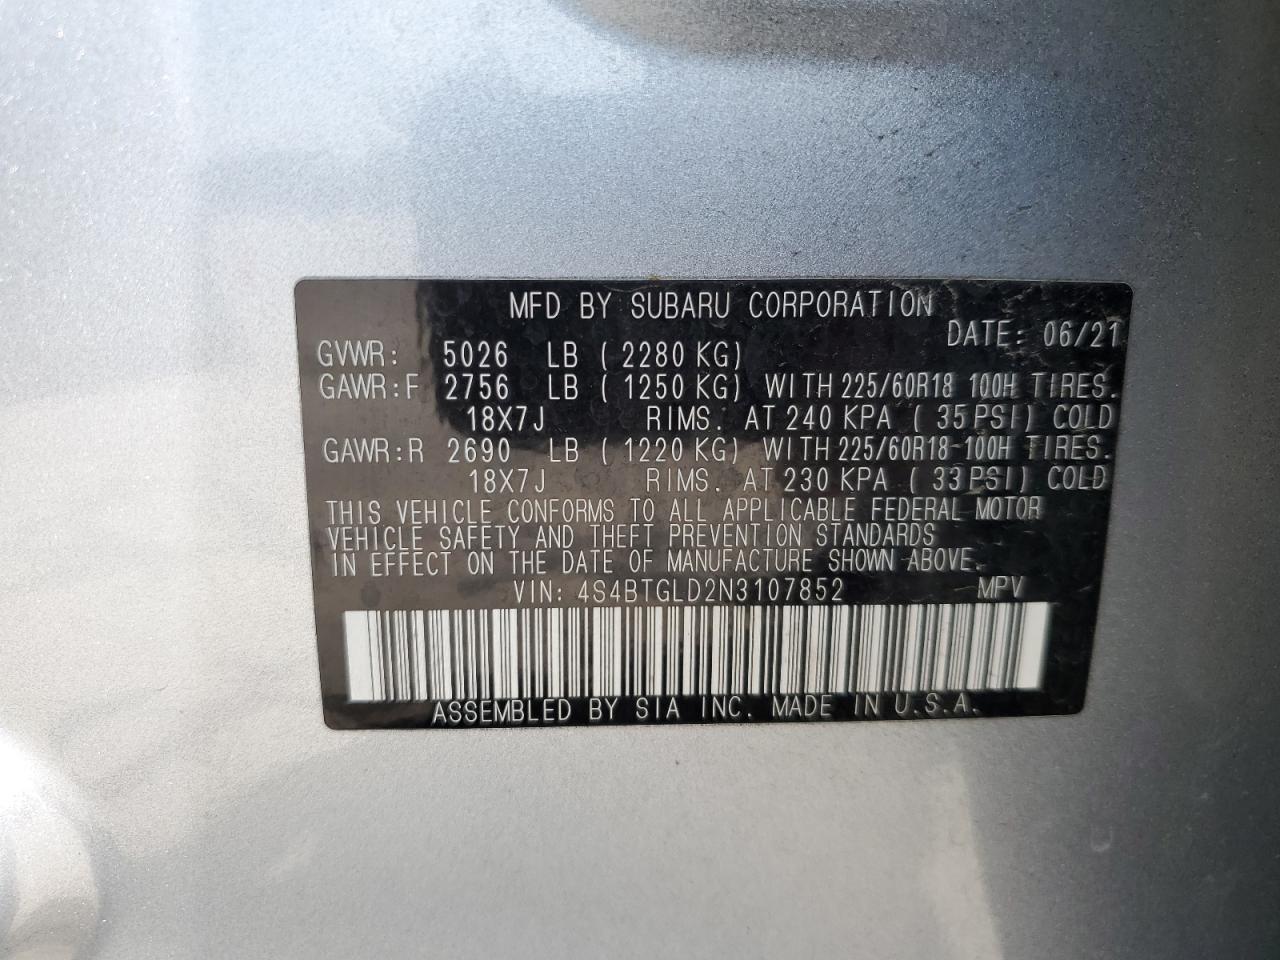 MFD BY SUBARU CORPORATION
DATE: 06/21
GVWR: 5026 LB ( 2280 KG)
GAWR:F 2756 LB ( 1250 KG) WITH 225/60R18 100H TIRES.
18X7J RIMS. AT 240 KPA ( 35 PSI) COLD
GAWR:R 2690 LB ( 1220 KG) WITH 225/60R18 100H TIRES.
18X7J RIMS. AT 230 KPA ( 33 PSI) COLD
THIS VEHICLE CONFORMS TO ALL APPLICABLE FEDERAL MOTOR
VEHICLE SAFETY AND THEFT PREVENTION STANDARDS
IN EFFECT ON THE DATE OF MANUFACTURE SHOWN ABOVE.
VIN: 4S4BTGLD2N3107852 MPV
ASSEMBLED BY SIA INC. MADE IN U.S.A.